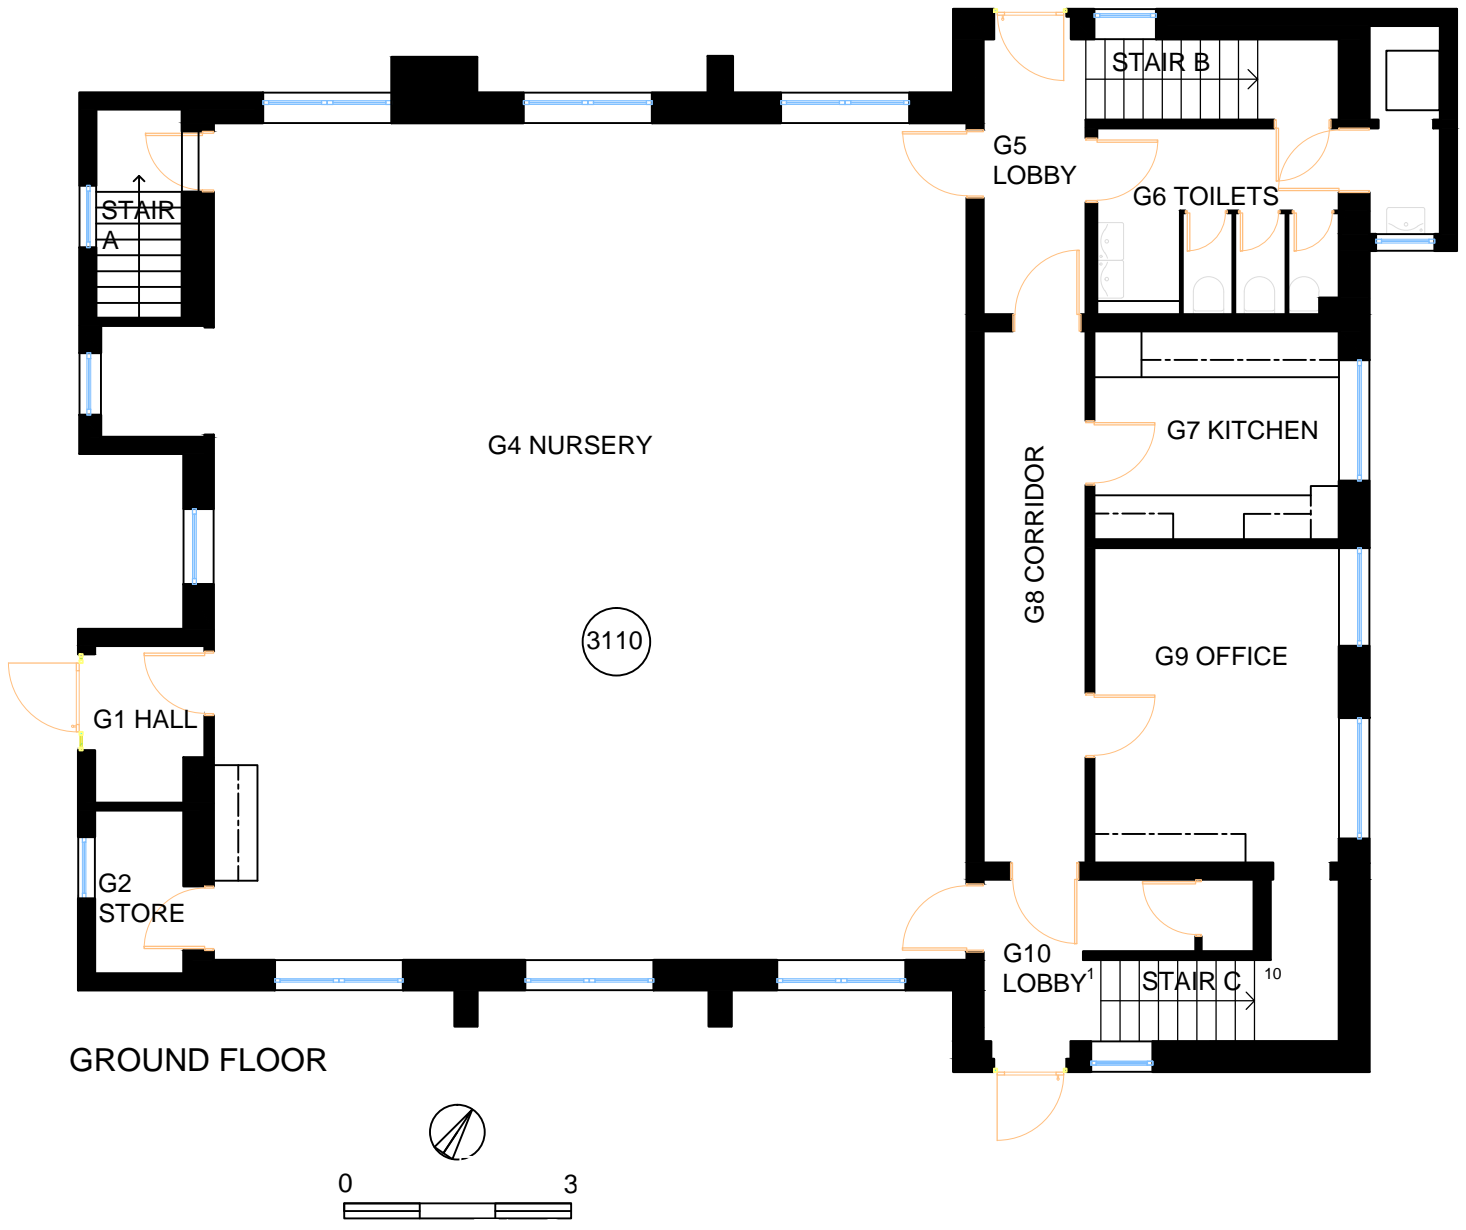 STAIR B
G5
LOBBY
G6 TOILETS
STAIR
A
G4 NURSERY
G7 KITCHEN
G8 CORRIDOR
3110
G9 OFFICE
G1 HALL
G2
STORE
G10
LOBBY
1
STAIR C
10
GROUND FLOOR
0
3